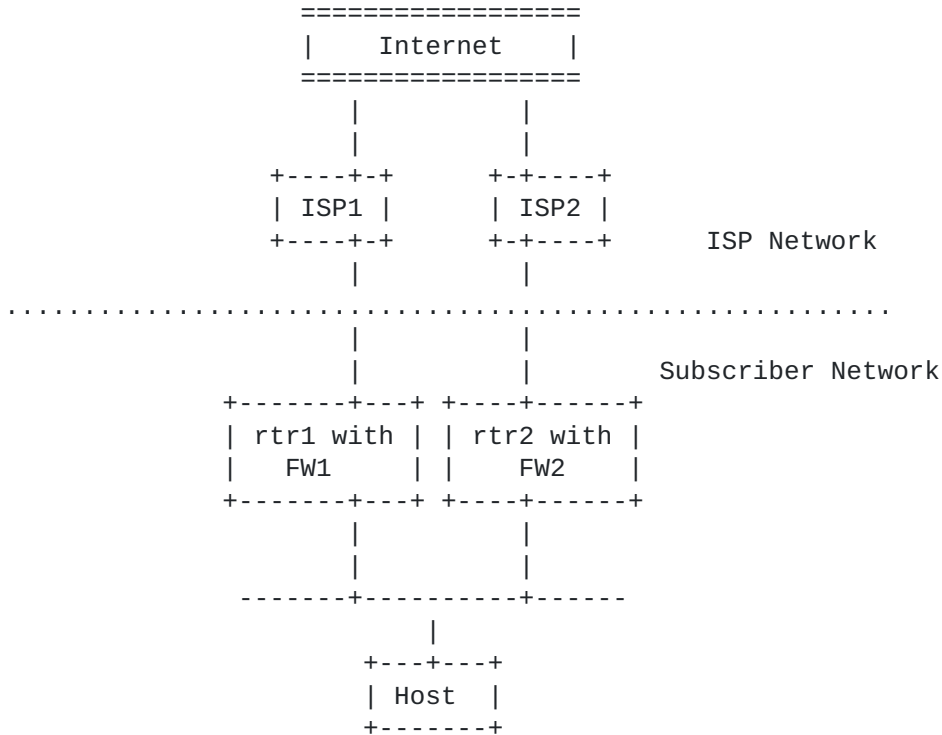 Internet
ISP1 ISP2
ISP Network
Subscriber Network
rtr1 with rtr2 with
FW1 FW2
Host